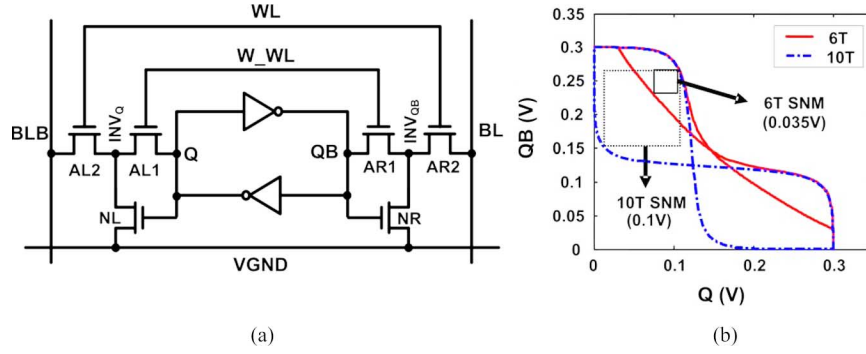 WL
W_WL
BLB
INVQ
Q
QB
INVQB
BL
AL2
AL1
AR1
AR2
NL
NR
VGND
(a)
0.35
0.3
0.25
0.2
0.15
0.1
0.05
0
QB (V)
6T
10T
6T SNM
(0.035V)
10T SNM
(0.1V)
0
0.1
0.2
0.3
Q (V)
(b)